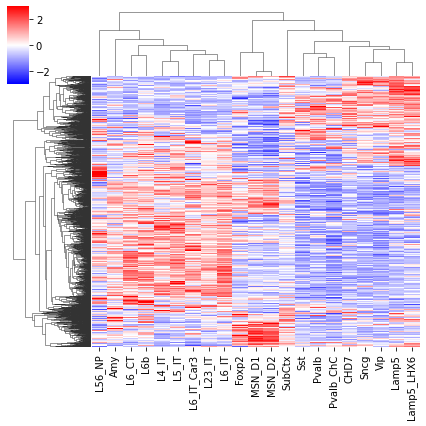 2
0
−2
L56_NP
Amy
L6_CT
L6b
L4_IT
L5_IT
L6_IT_Car3
L23_IT
L6_IT
Foxp2
MSN_D1
MSN_D2
SubCtx
Sst
Pvalb
Pvalb_ChC
CHD7
Sncg
Vip
Lamp5
Lamp5_LHX6